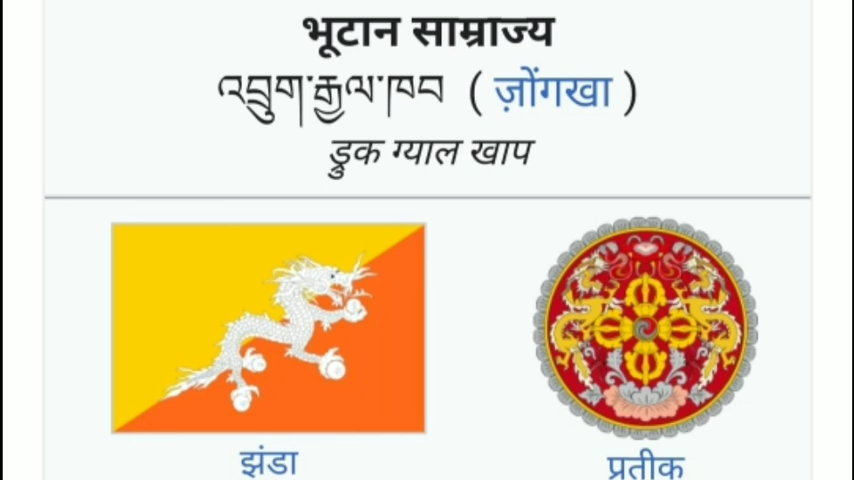 भूटान साम्राज्य
འབྲུག་རྒྱལ་ཁབ ( ज़ोंगखा )
ड्रुक ग्याल खाप
झंडा
प्रतीक